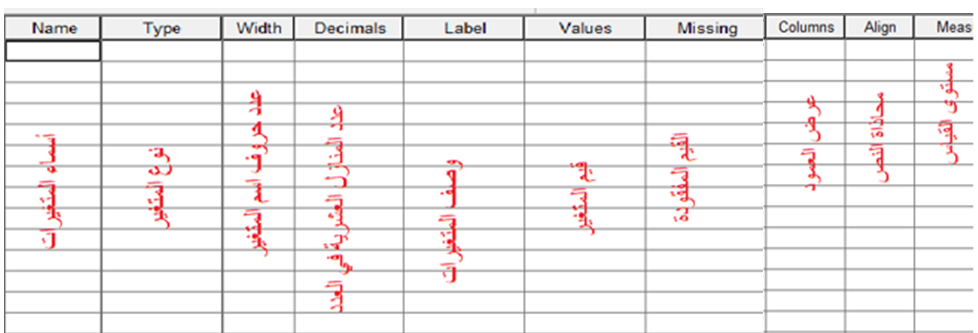 Name Type Width Decimals Label Values Missing Columns Align Meas
أسماء المتغيرات
نوع المتغير
عدد حروف اسم المتغير
عدد المنازل العشرية في العدد
وصف المتغيرات
قيم المتغير
القيم المفقودة
عرض العمود
محاذاة النص
مستوى القياس